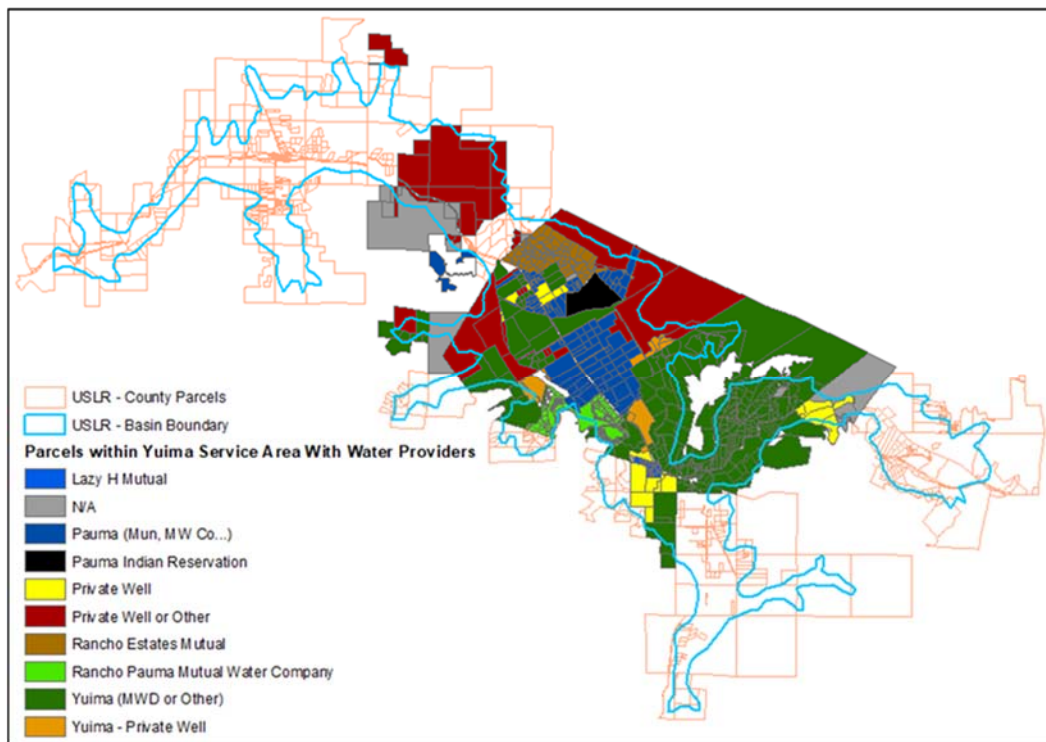 USLR - County Parcels
USLR - Basin Boundary
Parcels within Yuima Service Area With Water Providers
Lazy H Mutual
N/A
Pauma (Mun, MW Co...)
Pauma Indian Reservation
Private Well
Private Well or Other
Rancho Estates Mutual
Rancho Pauma Mutual Water Company
Yuima (MWD or Other)
Yuima - Private Well